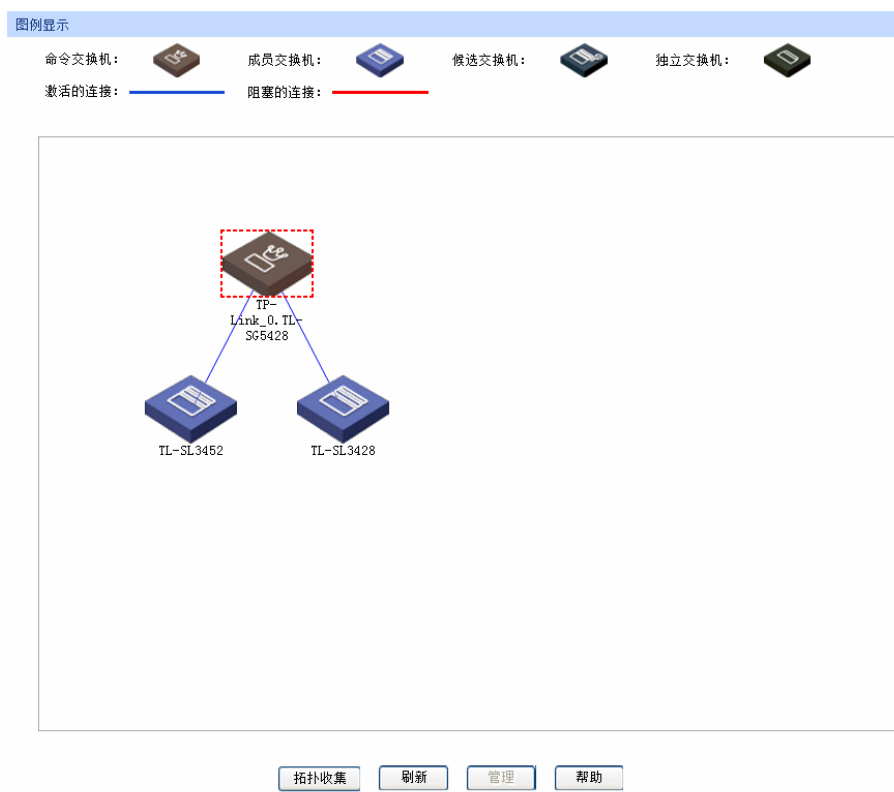 图例显示
命令交换机： 成员交换机： 候选交换机： 独立交换机：
激活的连接： 阻塞的连接：
TP-
Link_0.TL-
SG5428
TL-SL3452 TL-SL3428
拓扑收集 刷新 管理 帮助